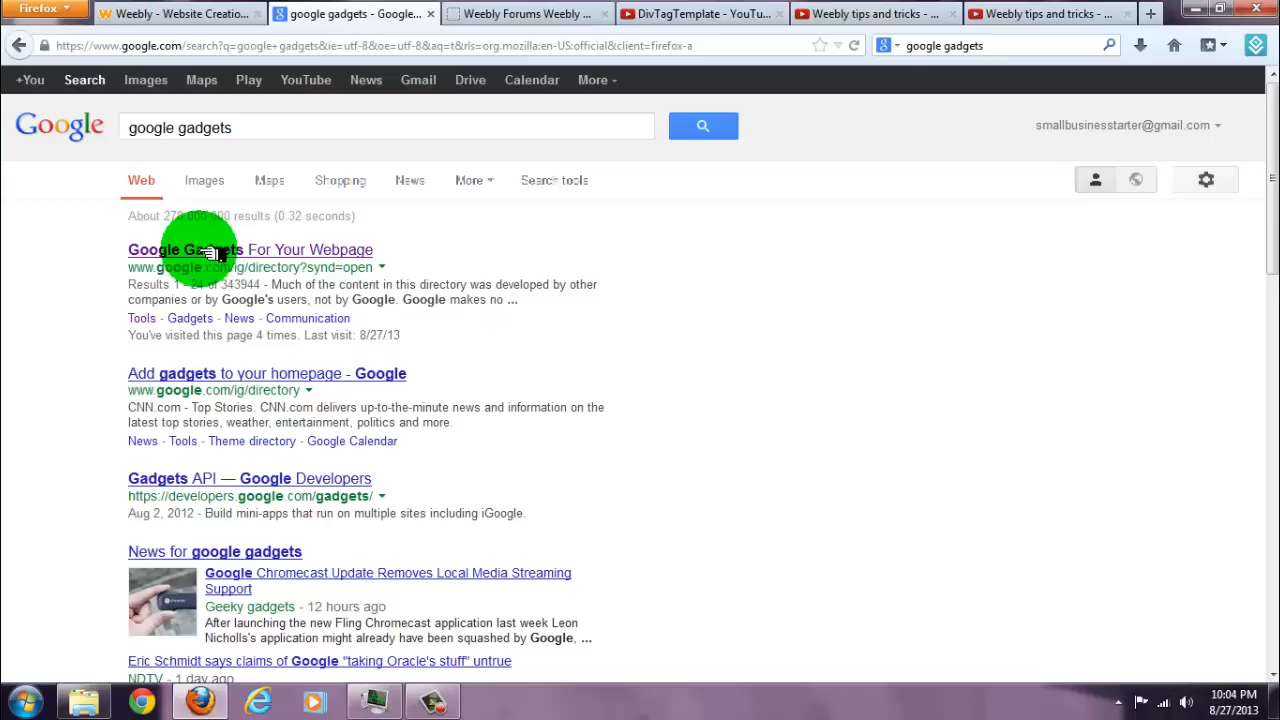 Firefox
Weebly - Website Creatio...
google gadgets - Google...
Weebly Forums Weebly ...
DivTagTemplate - YouTu...
Weebly tips and tricks - ...
Weebly tips and tricks - ...
https://www.google.com/search?q=google+gadgets&ie=utf-8&oe=utf-8&aq=t&rls=org.mozilla:en-US:official&client=firefox-a
google gadgets
+You Search Images Maps Play YouTube News Gmail Drive Calendar More
Google
google gadgets
smallbusinessstarter@gmail.com
Web Images Maps Shopping News More Search tools
About 270 000 000 results (0.32 seconds)
Google Gadgets For Your Webpage
www.google.com/ig/directory?synd=open
Results 1 - 24 of 343944 - Much of the content in this directory was developed by other
companies or by Google's users, not by Google. Google makes no ...
Tools - Gadgets - News - Communication
You've visited this page 4 times. Last visit: 8/27/13
Add gadgets to your homepage - Google
www.google.com/ig/directory
CNN.com - Top Stories. CNN.com delivers up-to-the-minute news and information on the
latest top stories, weather, entertainment, politics and more.
News - Tools - Theme directory - Google Calendar
Gadgets API — Google Developers
https://developers.google.com/gadgets/
Aug 2, 2012 - Build mini-apps that run on multiple sites including iGoogle.
News for google gadgets
Google Chromecast Update Removes Local Media Streaming
Support
Geeky gadgets - 12 hours ago
After launching the new Fling Chromecast application last week Leon
Nicholls's application might already have been squashed by Google, ...
Eric Schmidt says claims of Google "taking Oracle's stuff" untrue
NDTV - 1 day ago
10:04 PM
8/27/2013